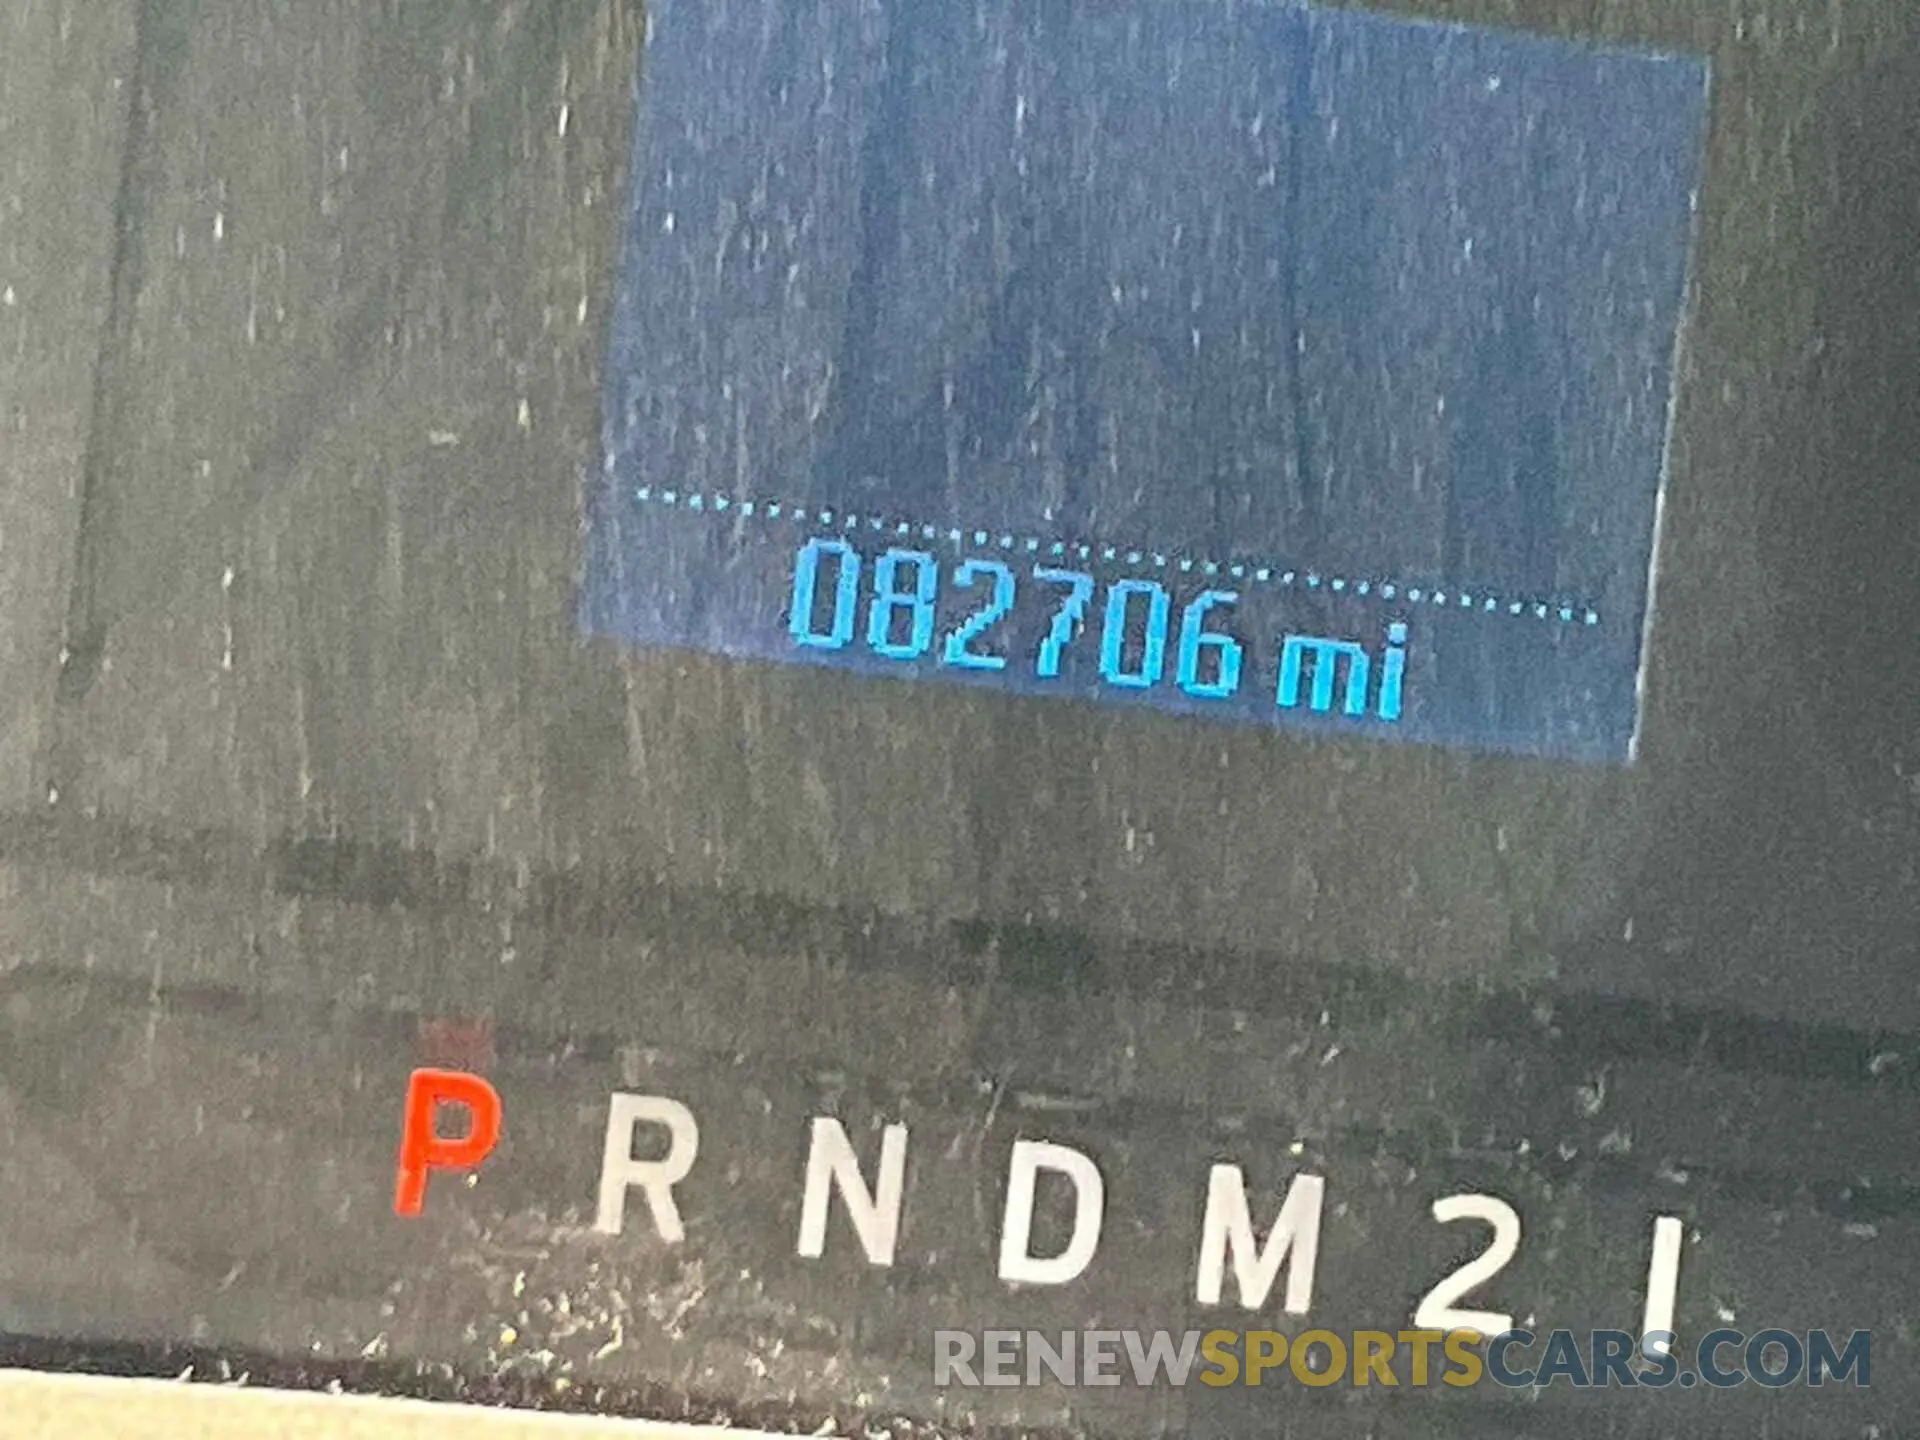 082706 mi
P R N D M 2 1
RENEWSPORTSCARS.COM